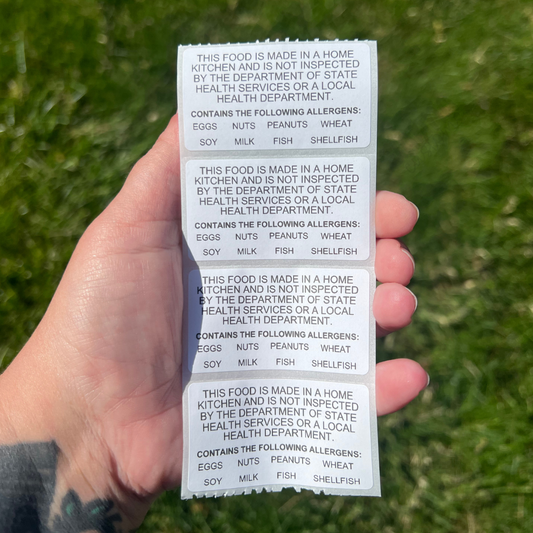 THIS FOOD IS MADE IN A HOME
KITCHEN AND IS NOT INSPECTED
BY THE DEPARTMENT OF STATE
HEALTH SERVICES OR A LOCAL
HEALTH DEPARTMENT.
CONTAINS THE FOLLOWING ALLERGENS:
EGGS NUTS PEANUTS WHEAT
SOY MILK FISH SHELLFISH
THIS FOOD IS MADE IN A HOME
KITCHEN AND IS NOT INSPECTED
BY THE DEPARTMENT OF STATE
HEALTH SERVICES OR A LOCAL
HEALTH DEPARTMENT.
CONTAINS THE FOLLOWING ALLERGENS:
EGGS NUTS PEANUTS WHEAT
SOY MILK FISH SHELLFISH
THIS FOOD IS MADE IN A HOME
KITCHEN AND IS NOT INSPECTED
BY THE DEPARTMENT OF STATE
HEALTH SERVICES OR A LOCAL
HEALTH DEPARTMENT.
CONTAINS THE FOLLOWING ALLERGENS:
EGGS NUTS PEANUTS WHEAT
SOY MILK FISH SHELLFISH
THIS FOOD IS MADE IN A HOME
KITCHEN AND IS NOT INSPECTED
BY THE DEPARTMENT OF STATE
HEALTH SERVICES OR A LOCAL
HEALTH DEPARTMENT.
CONTAINS THE FOLLOWING ALLERGENS:
EGGS NUTS PEANUTS WHEAT
SOY MILK FISH SHELLFISH